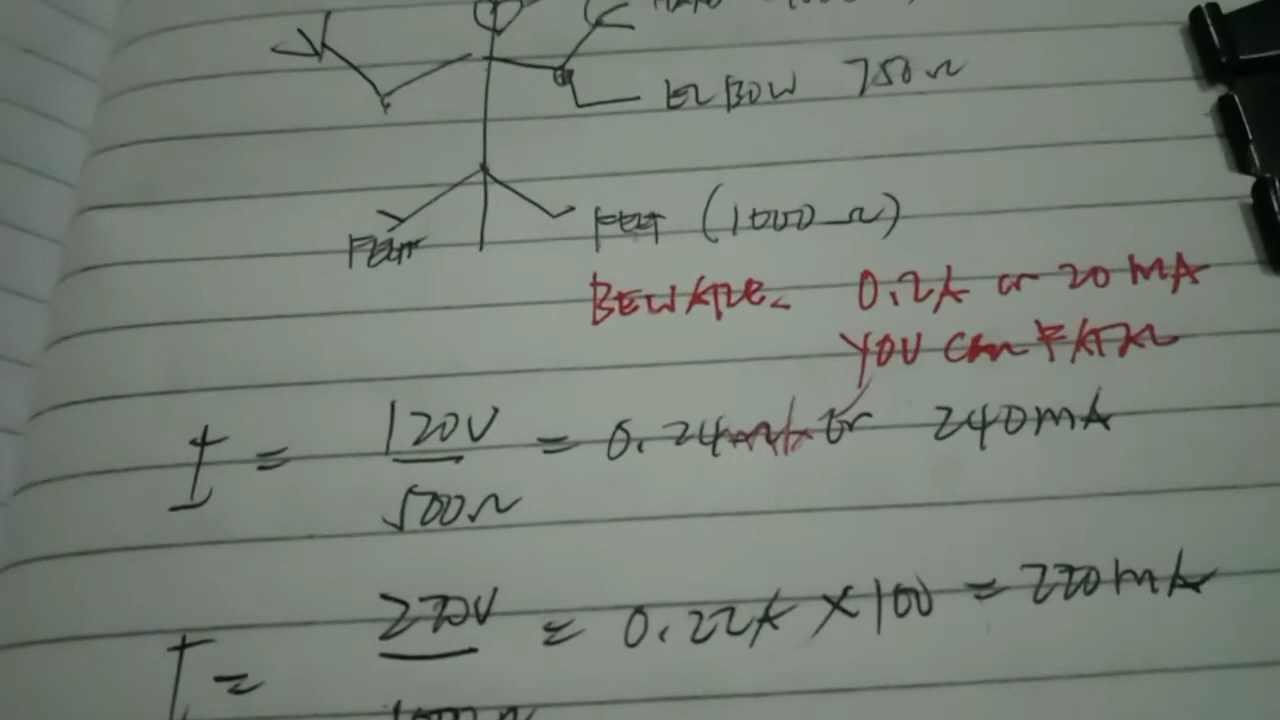 ELBOW 750Ω
FEET (1000Ω)
FEET
BEWARE. 0.2A or 20 MA
YOU Can FATAL
I = 120V = 0.24mA or 240mA
500Ω
I = 220V = 0.22A × 100 = 220mA